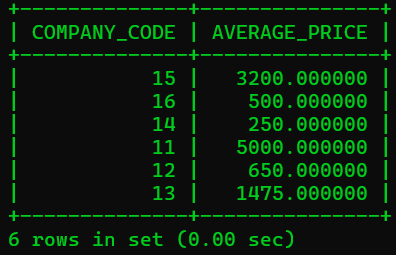 +--------------+---------------+
| COMPANY_CODE | AVERAGE_PRICE |
+--------------+---------------+
|           15 |   3200.000000 |
|           16 |    500.000000 |
|           14 |    250.000000 |
|           11 |   5000.000000 |
|           12 |    650.000000 |
|           13 |   1475.000000 |
+--------------+---------------+
6 rows in set (0.00 sec)